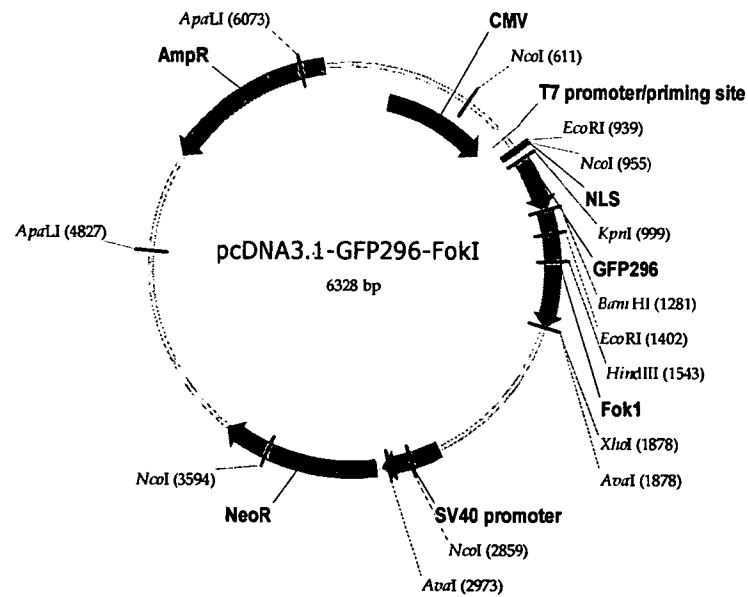 ApaLI (6073)
AmpR
CMV
NcoI (611)
T7 promoter/priming site
EcoRI (939)
NcoI (955)
NLS
KpnI (999)
GFP296
BamHI (1281)
EcoRI (1402)
HindIII (1543)
Fok1
XhoI (1878)
AvaI (1878)
ApaLI (4827)
pcDNA3.1-GFP296-FokI
6328 bp
NcoI (3594)
NeoR
SV40 promoter
NcoI (2859)
AvaI (2973)